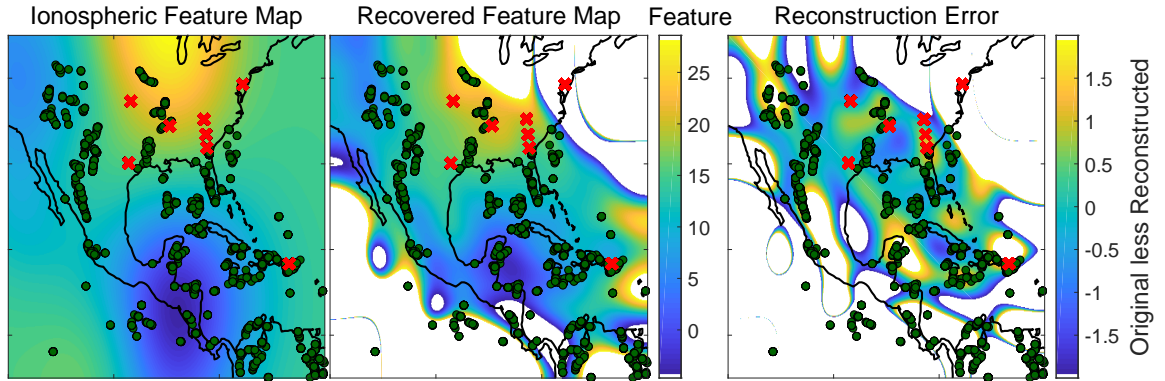 Ionospheric Feature Map
Recovered Feature Map
Feature
Reconstruction Error
25
20
15
10
5
0
1.5
1
0.5
0
-0.5
-1
-1.5
Original less Reconstructed